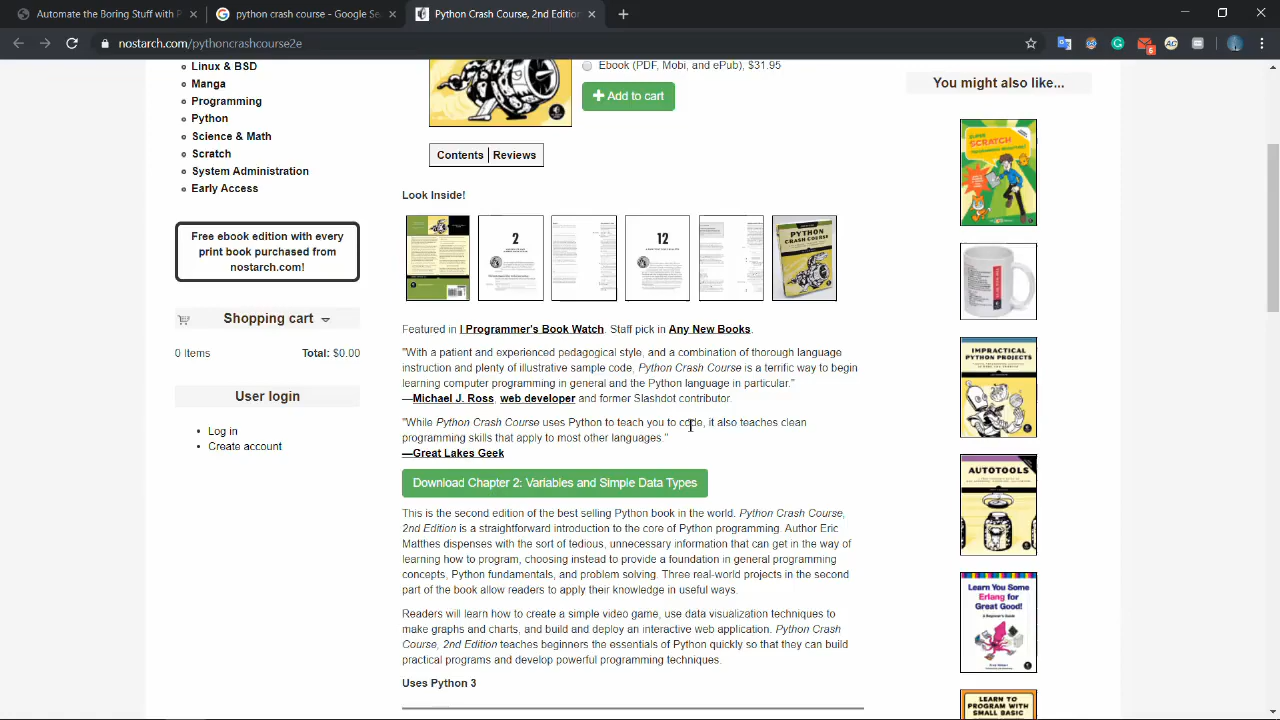 Automate the Boring Stuff with P
python crash course - Google Se
Python Crash Course, 2nd Edition
nostarch.com/pythoncrashcourse2e
6
Linux & BSD
Manga
Programming
Python
Science & Math
Scratch
System Administration
Early Access
Free ebook edition with every
print book purchased from
nostarch.com!
Shopping cart
0 Items $0.00
User login
Log in
Create account
Ebook (PDF, Mobi, and ePub), $31.95
Add to cart
Contents | Reviews
Look Inside!
2
12
PYTHON
CRASH COURSE
Featured in I Programmer's Book Watch. Staff pick in Any New Books.
"With a patient and experienced pedagogical style, and a combination of thorough language
instruction and lots of useful example code, Python Crash Course is a terrific way to begin
learning computer programming in general and the Python language in particular."
—Michael J. Ross, web developer and former Slashdot contributor.
"While Python Crash Course uses Python to teach you to code, it also teaches clean
programming skills that apply to most other languages."
—Great Lakes Geek
Download Chapter 2: Variables and Simple Data Types
This is the second edition of the best selling Python book in the world. Python Crash Course,
2nd Edition is a straightforward introduction to the core of Python programming. Author Eric
Matthes dispenses with the sort of tedious, unnecessary information that can get in the way of
learning how to program, choosing instead to provide a foundation in general programming
concepts, Python fundamentals, and problem solving. Three real-world projects in the second
part of the book allow readers to apply their knowledge in useful ways.
Readers will learn how to create a simple video game, use data visualization techniques to
make graphs and charts, and build and deploy an interactive web application. Python Crash
Course, 2nd Edition teaches beginners the essentials of Python quickly so that they can build
practical programs and develop powerful programming techniques.
Uses Python 3
You might also like...
SUPER
SCRATCH
PROGRAMMING ADVENTURE!
IMPRACTICAL
PYTHON PROJECTS
AUTOTOOLS
Learn You Some
Erlang for
Great Good!
A Beginner's Guide
LEARN TO
PROGRAM WITH
SMALL BASIC